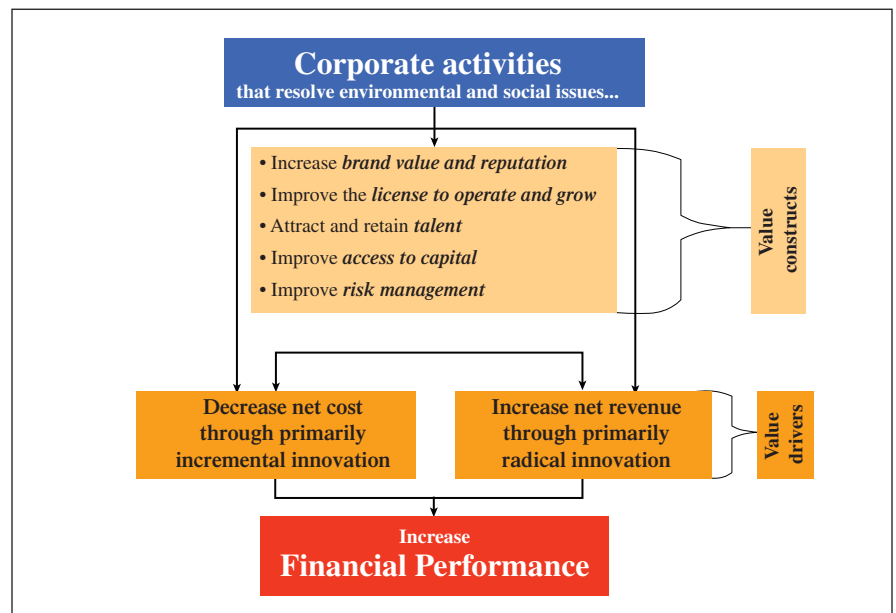 Corporate activities
that resolve environmental and social issues...
• Increase brand value and reputation
• Improve the license to operate and grow
• Attract and retain talent
• Improve access to capital
• Improve risk management
Value
constructs
Decrease net cost
through primarily
incremental innovation
Increase net revenue
through primarily
radical innovation
Value
drivers
Increase
Financial Performance